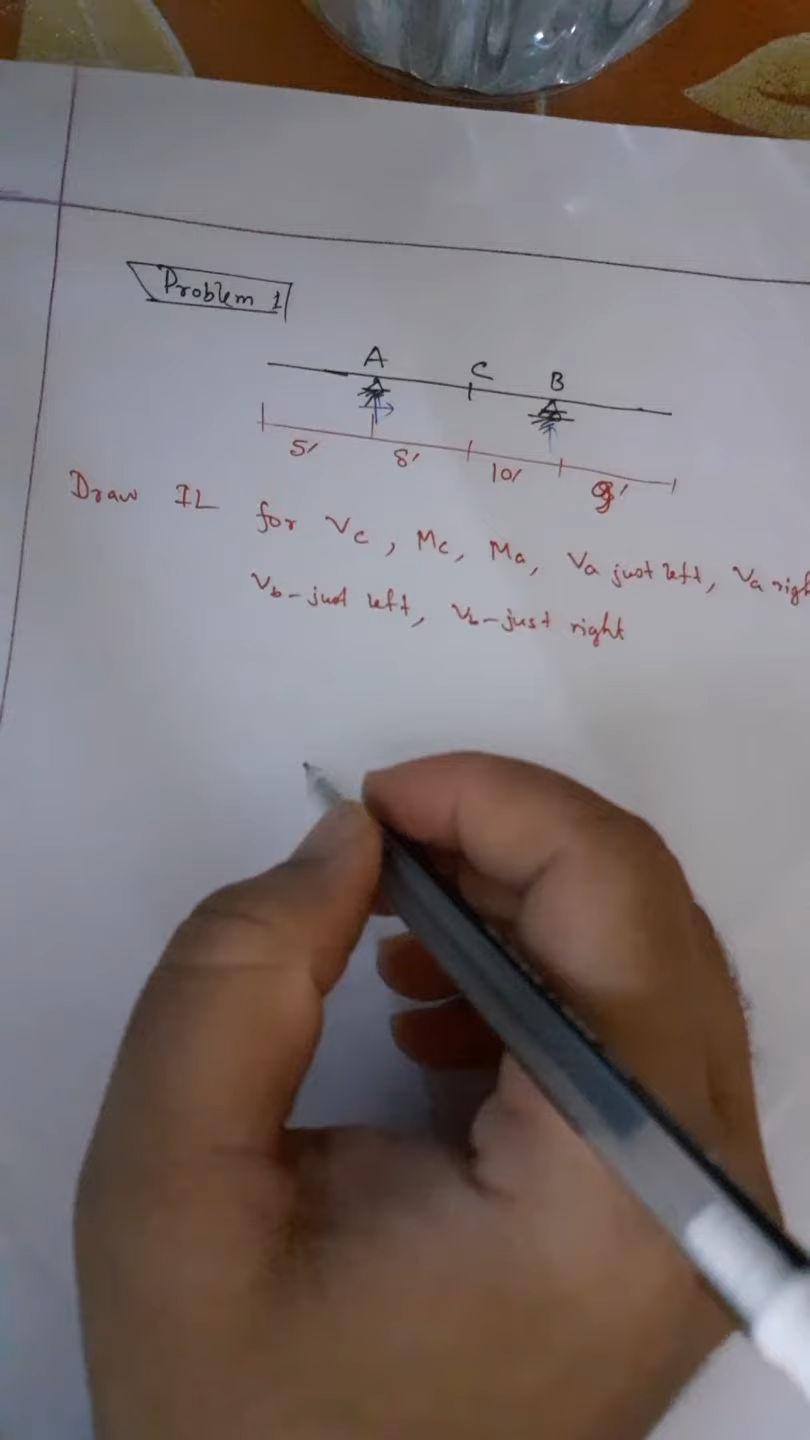 Problem 1
A C B
5' 8' 10'
Draw IL for Vc, Mc, Ma, Va just left, Va
Vb-just left, Vb-just right